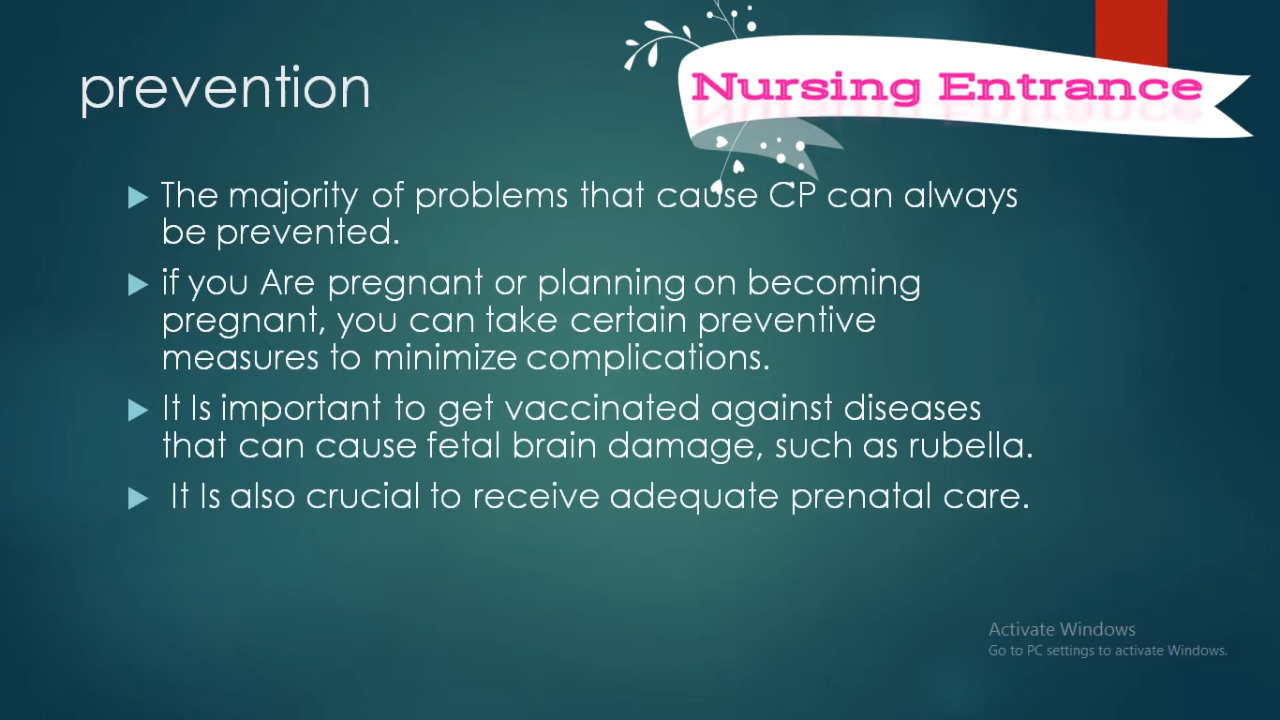 prevention
Nursing Entrance
The majority of problems that cause CP can always
be prevented.
if you Are pregnant or planning on becoming
pregnant, you can take certain preventive
measures to minimize complications.
It Is important to get vaccinated against diseases
that can cause fetal brain damage, such as rubella.
It Is also crucial to receive adequate prenatal care.
Activate Windows
Go to PC settings to activate Windows.